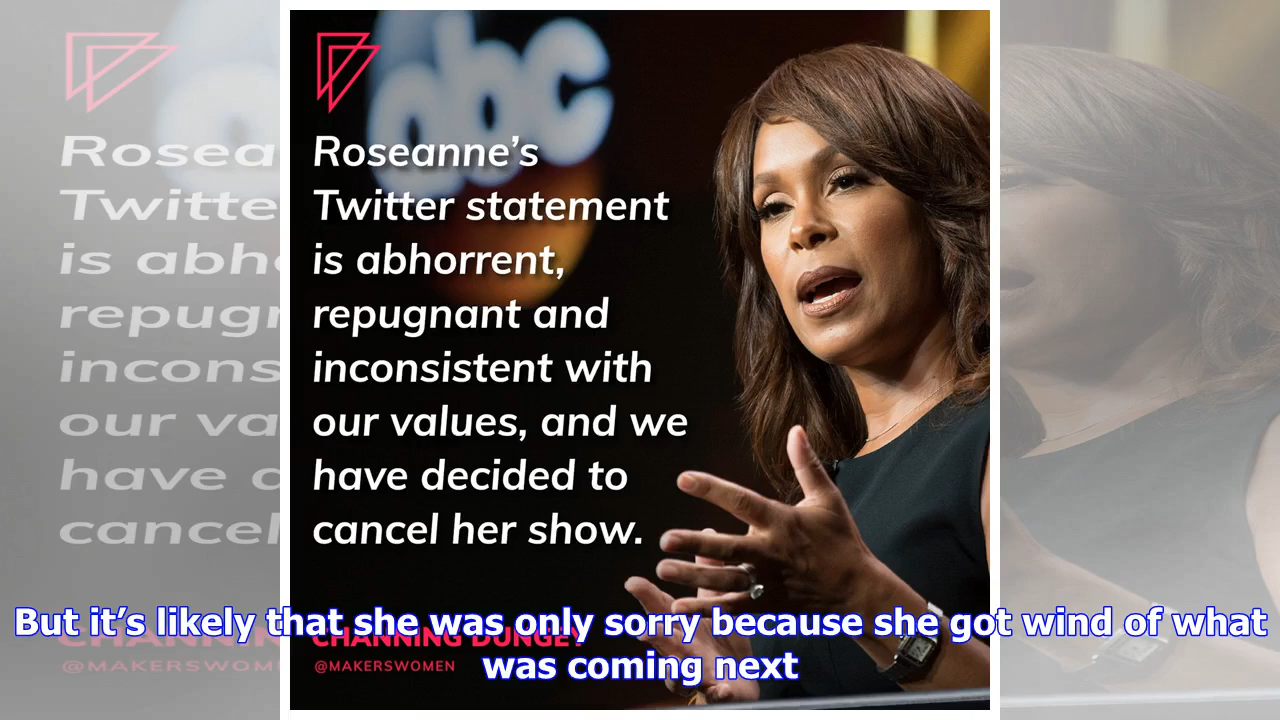 abc
Roseanne's
Twitter statement
is abhorrent,
repugnant and
inconsistent with
our values, and we
have decided to
cancel her show.
CHANNING DUNGEY
@MAKERSWOMEN
But it's likely that she was only sorry because she got wind of what
was coming next